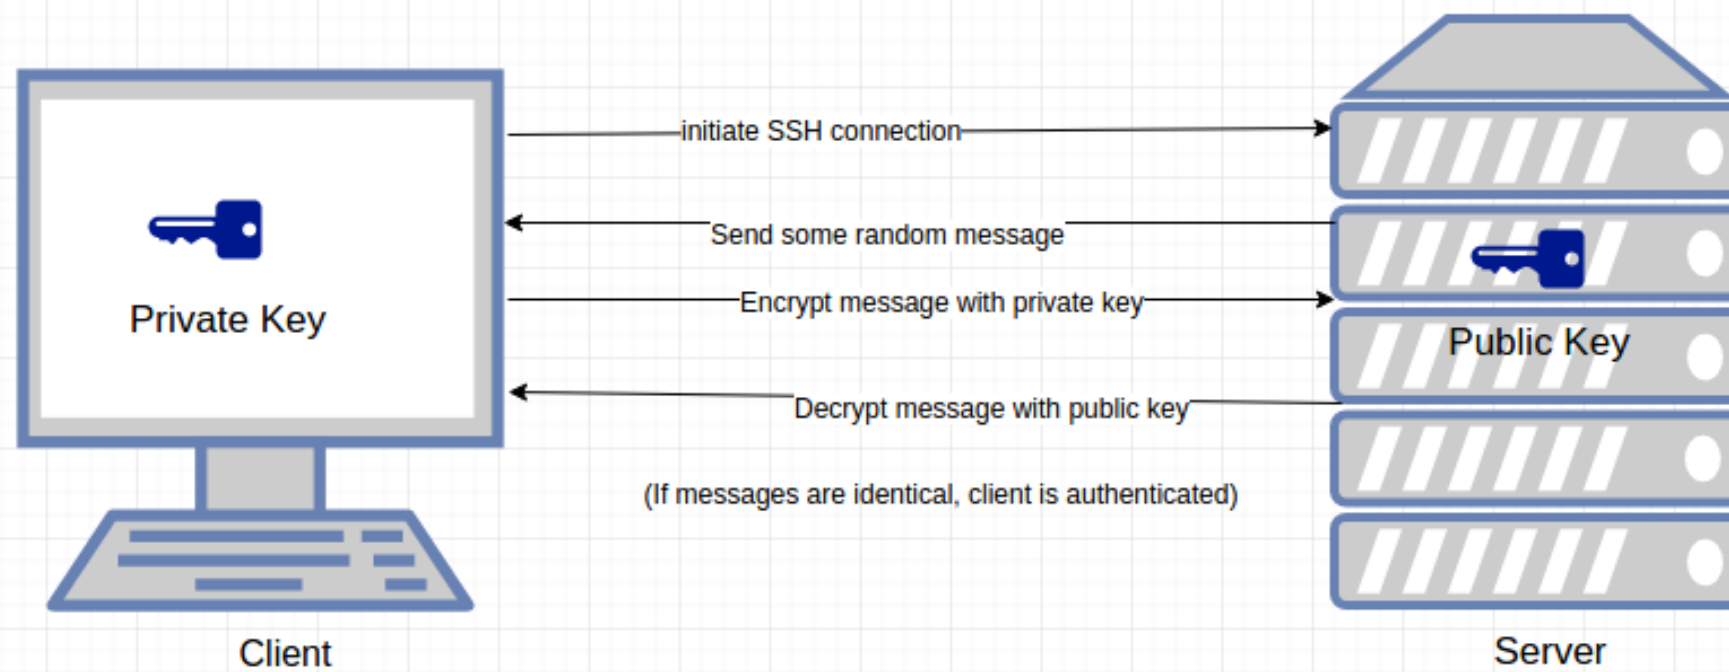 initiate SSH connection
Send some random message
Encrypt message with private key
Private Key
Public Key
Decrypt message with public key
(If messages are identical, client is authenticated)
Client
Server